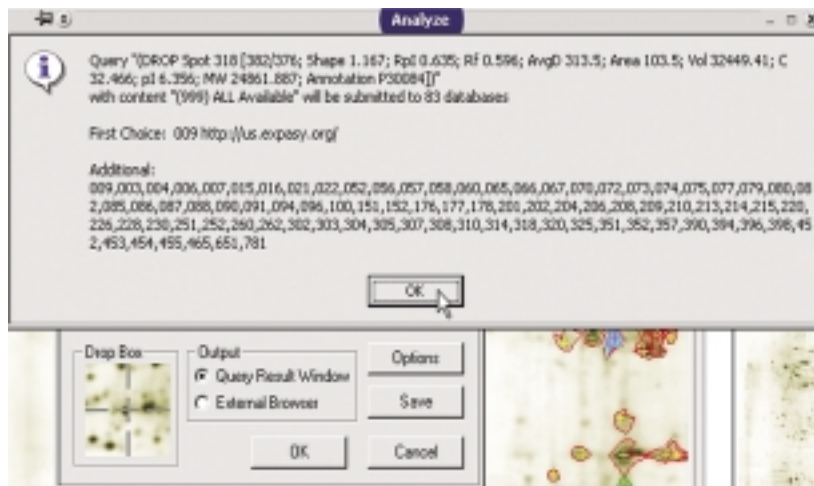 Analyze
Query "(DROP Spot 318 [382/376; Shape 1.167; RpI 0.635; Rf 0.596; AvgD 313.5; Area 103.5; Vol 32449.41; C
32.466; pI 6.356; MW 24861.887; Annotation P30084])"
with content "(999) ALL Available" will be submitted to 83 databases
First Choice: 009 http://us.expasy.org/
Additional:
009,003,004,006,007,015,016,021,022,052,056,057,058,060,065,066,067,070,072,073,074,075,077,079,080,08
2,085,086,087,088,090,091,094,096,100,151,152,176,177,178,201,202,204,206,208,209,210,213,214,215,220,
226,228,230,251,252,260,262,302,303,304,305,307,308,310,314,318,320,325,351,352,357,390,394,396,398,45
2,453,454,455,465,651,781
OK
Drop Box
Output
Query Result Window
External Browser
Options
Save
OK
Cancel